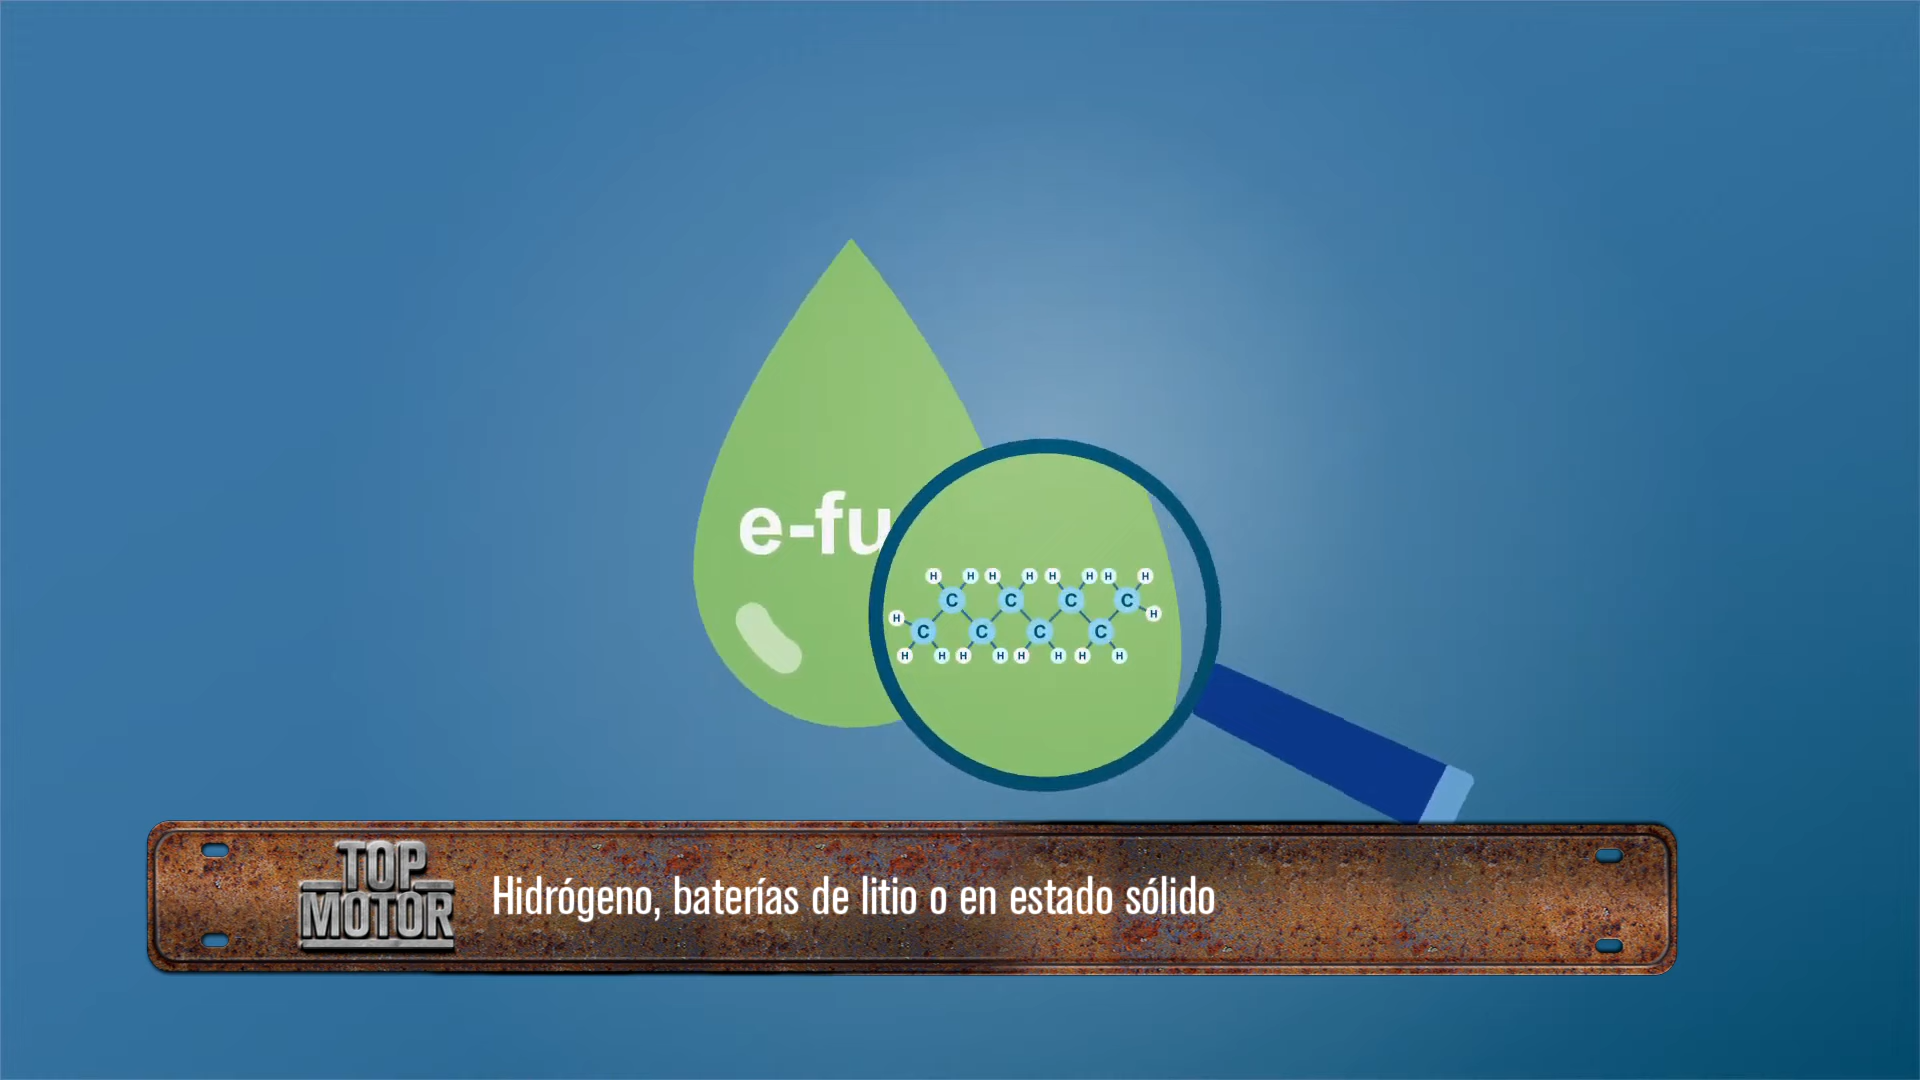 e-fu
H H H H H H H H
C C C C
H H
C C C C
H H H H H H H H
TOP
MOTOR
Hidrógeno, baterías de litio o en estado sólido